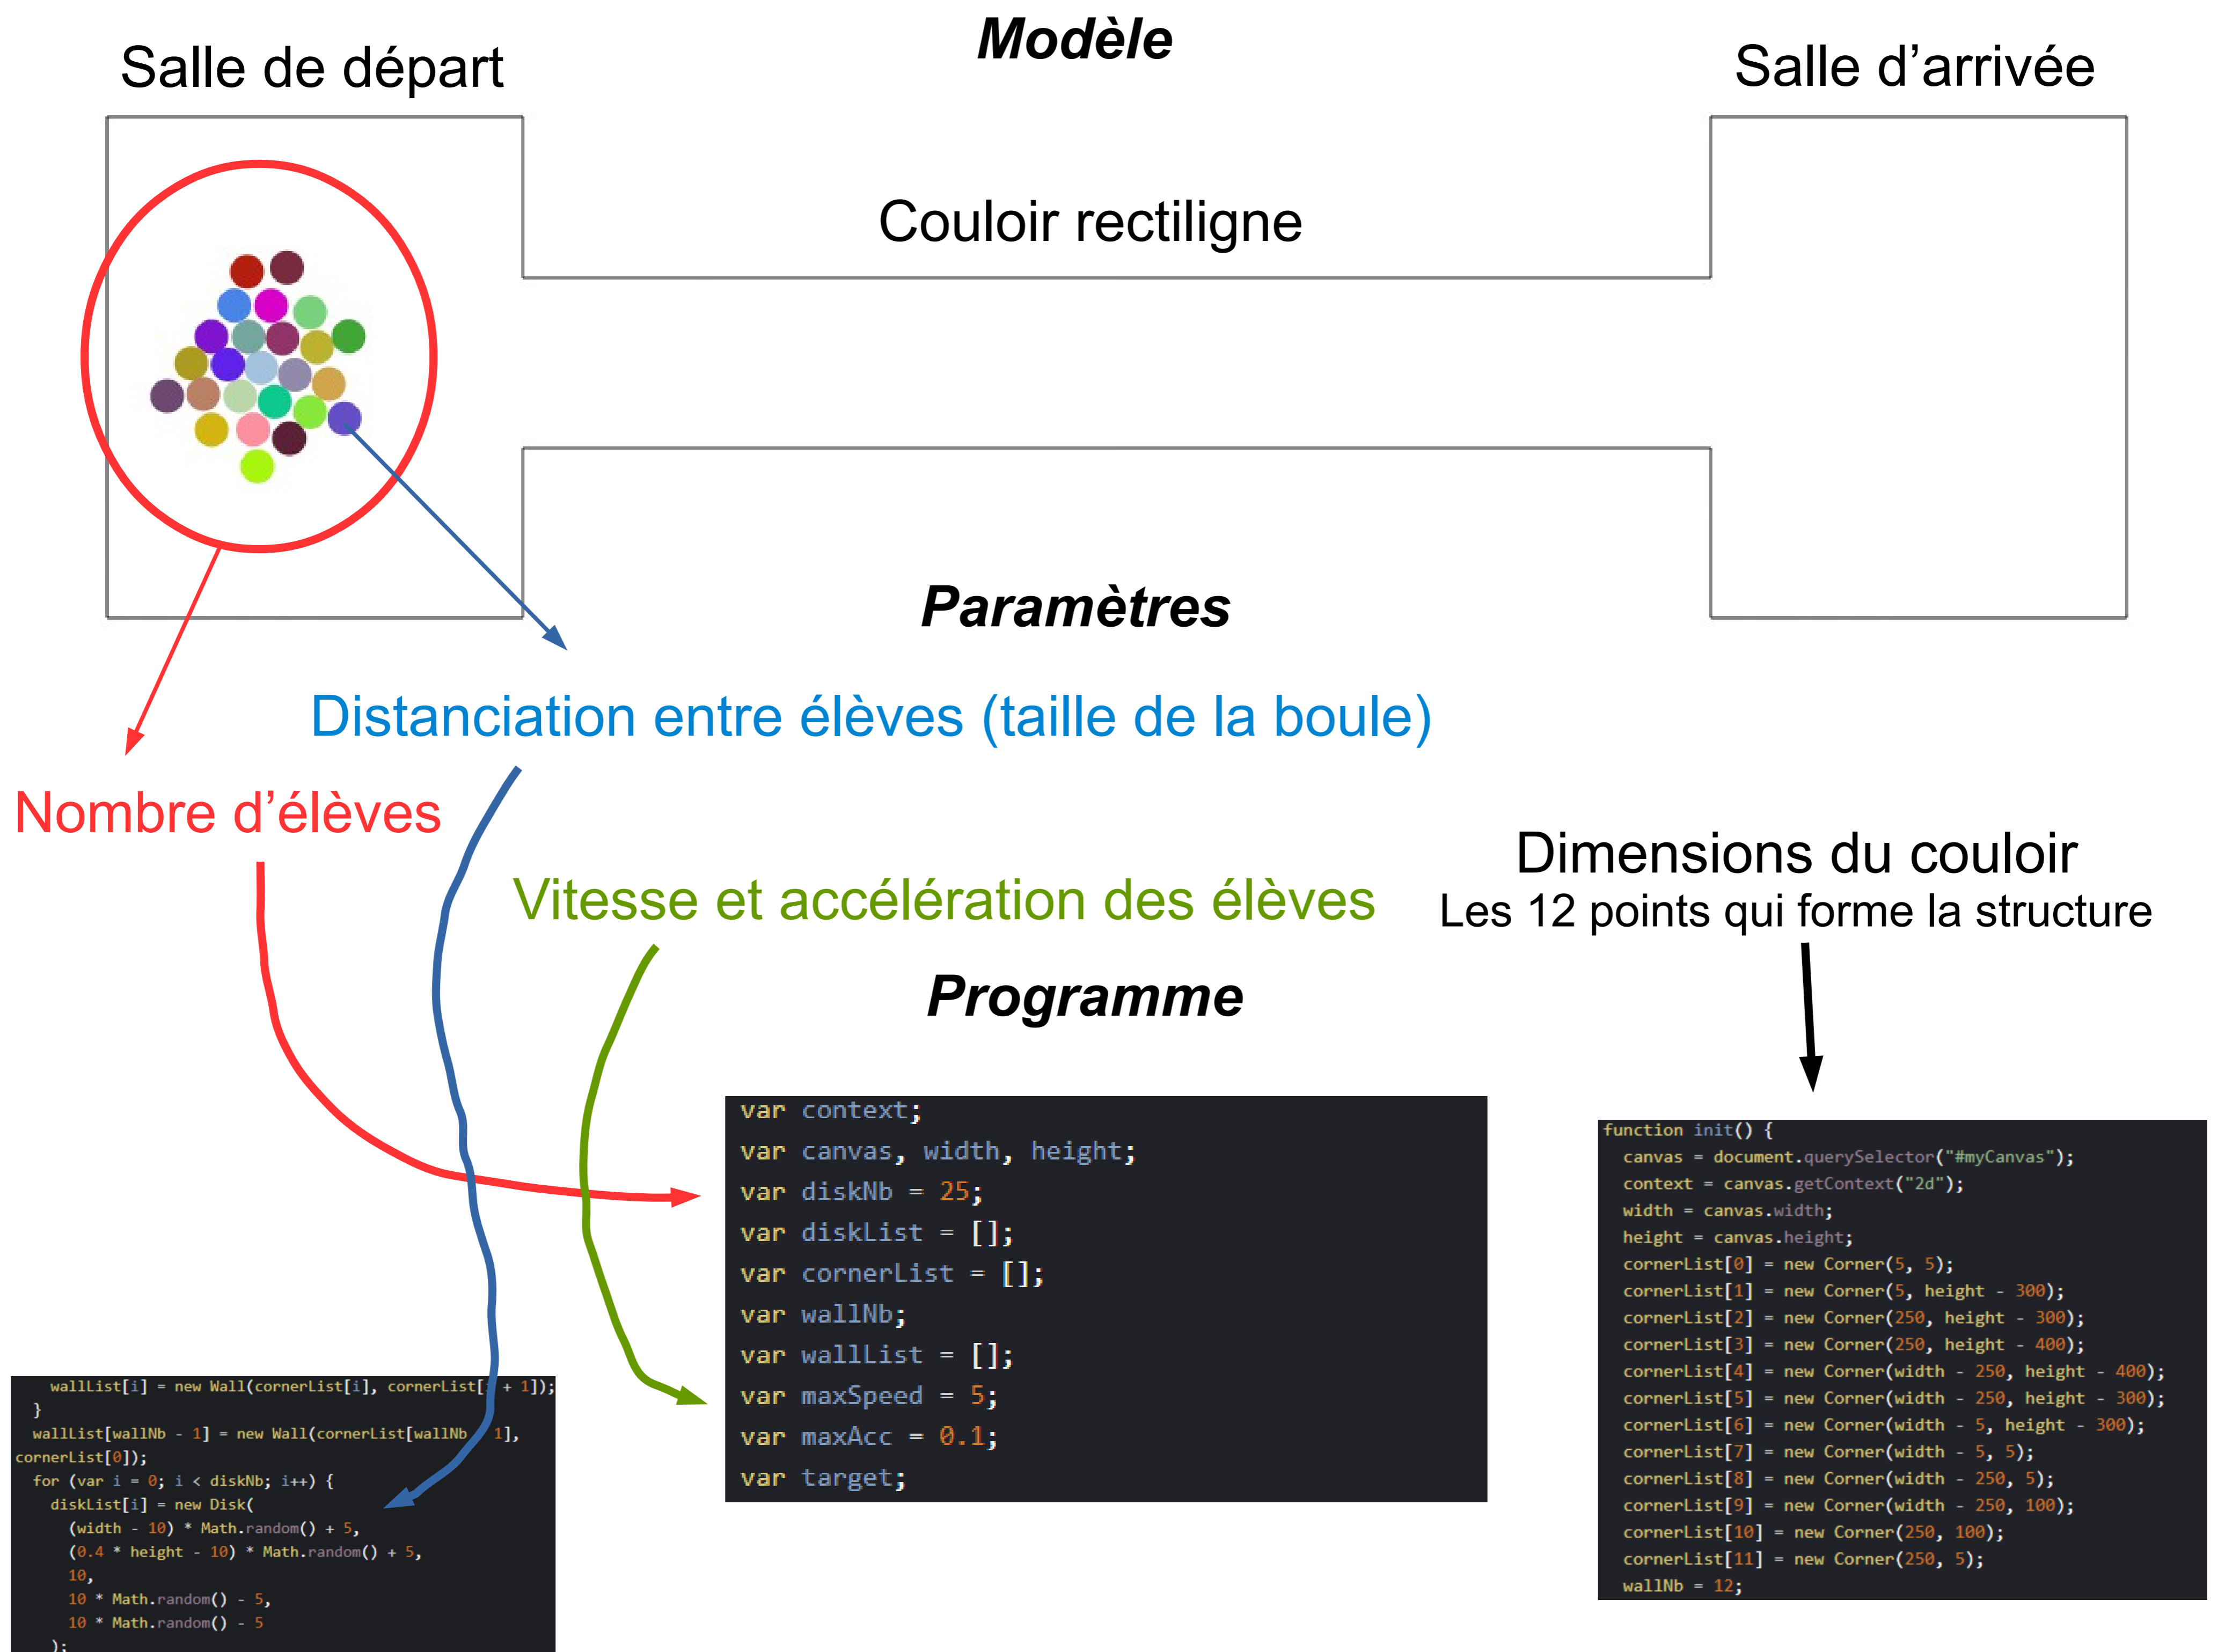 Modèle
Salle de départ
Salle d’arrivée
Couloir rectiligne
Paramètres
Distanciation entre élèves (taille de la boule)
Nombre d’élèves
Vitesse et accélération des élèves
Dimensions du couloir
Les 12 points qui forme la structure
Programme
var context;
var canvas, width, height;
var diskNb = 25;
var diskList = [];
var cornerList = [];
var wallNb;
var wallList = [];
var maxSpeed = 5;
var maxAcc = 0.1;
var target;
function init() {
canvas = document.querySelector("#myCanvas");
context = canvas.getContext("2d");
width = canvas.width;
height = canvas.height;
cornerList[0] = new Corner(5, 5);
cornerList[1] = new Corner(5, height - 300);
cornerList[2] = new Corner(250, height - 300);
cornerList[3] = new Corner(250, height - 400);
cornerList[4] = new Corner(width - 250, height - 400);
cornerList[5] = new Corner(width - 250, height - 300);
cornerList[6] = new Corner(width - 5, height - 300);
cornerList[7] = new Corner(width - 5, 5);
cornerList[8] = new Corner(width - 250, 5);
cornerList[9] = new Corner(width - 250, 100);
cornerList[10] = new Corner(250, 100);
cornerList[11] = new Corner(250, 5);
wallNb = 12;
wallList[i] = new Wall(cornerList[i], cornerList[ + 1]);
}
wallList[wallNb - 1] = new Wall(cornerList[wallNb 1],
cornerList[0]);
for (var i = 0; i < diskNb; i++) {
diskList[i] = new Disk(
(width - 10) * Math.random() + 5,
(0.4 * height - 10) * Math.random() + 5,
10,
10 * Math.random() - 5,
10 * Math.random() - 5
);